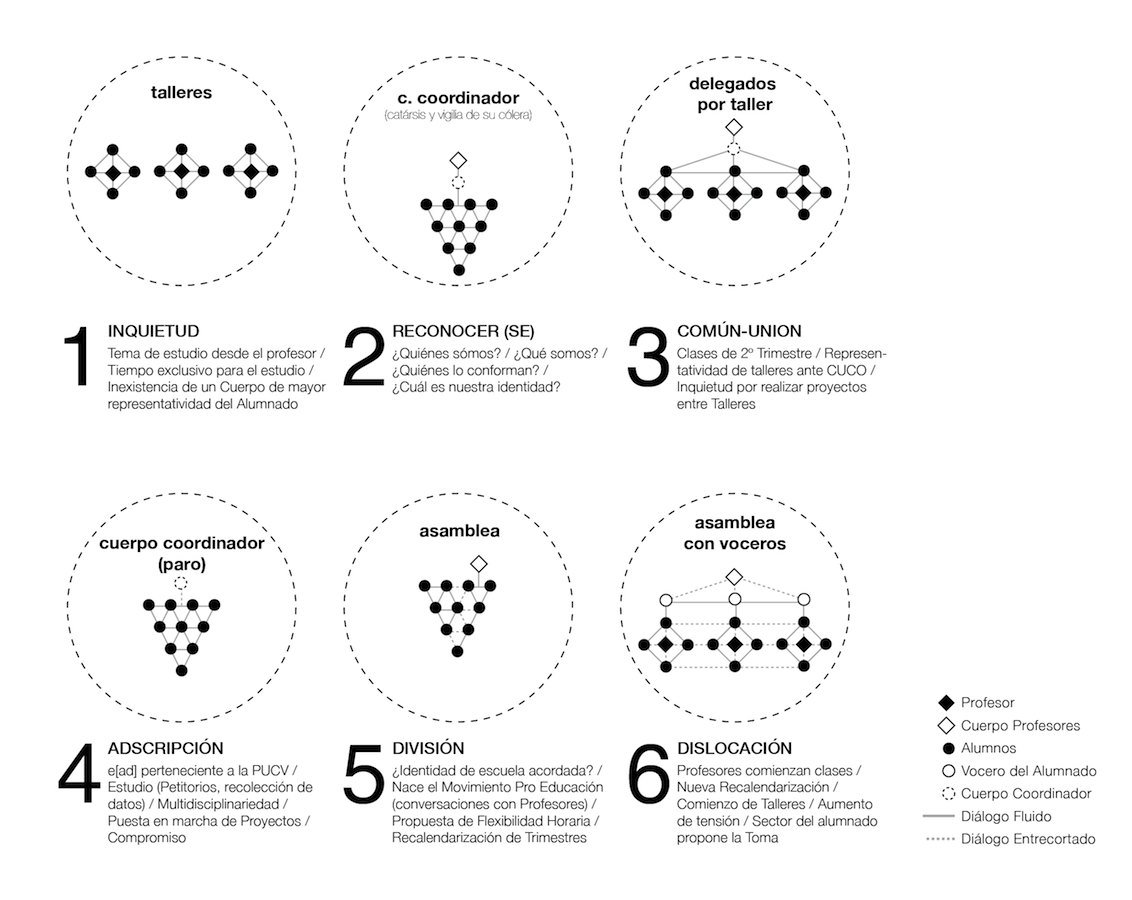 talleres
c. coordinador
(catársis y vigilia de su cólera)
delegados
por taller
1
INQUIETUD
Tema de estudio desde el profesor /
Tiempo exclusivo para el estudio /
Inexistencia de un Cuerpo de mayor
representatividad del Alumnado
2
RECONOCER (SE)
¿Quiénes sómos? / ¿Qué somos? /
¿Quiénes lo conforman? /
¿Cuál es nuestra identidad?
3
COMÚN-UNION
Clases de 2º Trimestre / Represen-
tatividad de talleres ante CUCO /
Inquietud por realizar proyectos
entre Talleres
cuerpo coordinador
(paro)
asamblea
asamblea
con voceros
4
ADSCRIPCIÓN
e[ad] perteneciente a la PUCV /
Estudio (Petitorios, recolección de
datos) / Multidisciplinariedad /
Puesta en marcha de Proyectos /
Compromiso
5
DIVISIÓN
¿Identidad de escuela acordada? /
Nace el Movimiento Pro Educación
(conversaciones con Profesores) /
Propuesta de Flexibilidad Horaria /
Recalendarización de Trimestres
6
DISLOCACIÓN
Profesores comienzan clases /
Nueva Recalendarización /
Comienzo de Talleres / Aumento
de tensión / Sector del alumnado
propone la Toma
Profesor
Cuerpo Profesores
Alumnos
Vocero del Alumnado
Cuerpo Coordinador
Diálogo Fluido
Diálogo Entrecortado